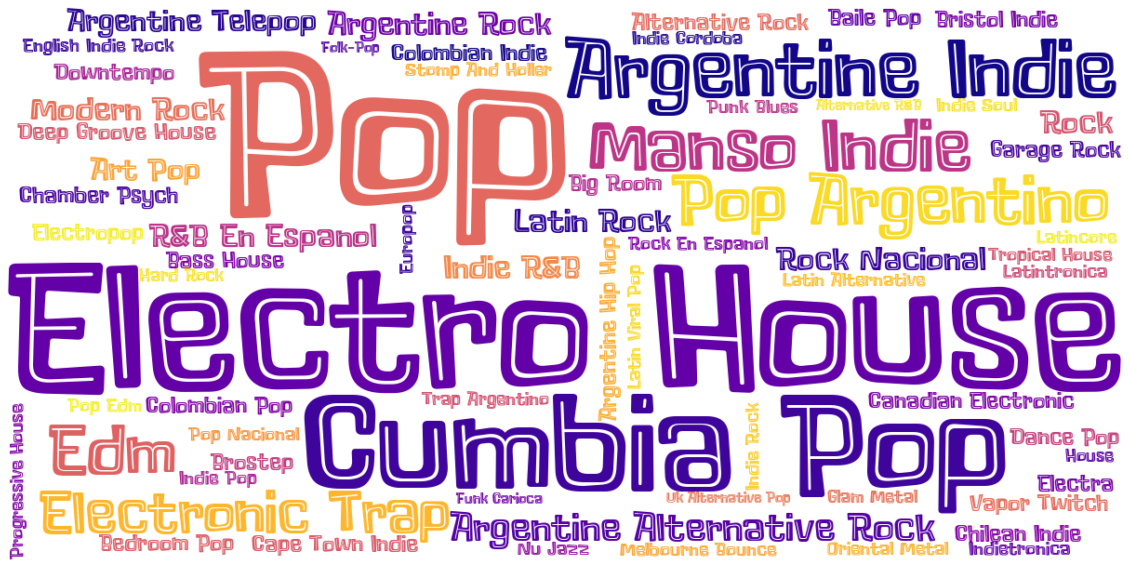 Argentine Telepop
Argentine Rock
Alternative Rock
Baile Pop
Bristol Indie
English Indie Rock
Folk-Pop
Colombian Indie
Indie Cordoba
Argentine Indie
Downtempo
Stomp And Holler
Pop
Modern Rock
Punk Blues
Alternative R&B
Indie Soul
Deep Groove House
Manso Indie
Rock
Garage Rock
Art Pop
Big Room
Pop Argentino
Chamber Psych
Latin Rock
Electropop
R&B En Espanol
Europop
Rock En Espanol
Latincore
Bass House
Indie R&B
Rock Nacional
Tropical House
Hard Rock
Argentine Hip Hop
Latin Viral Pop
Latin Alternative
Latintronica
Electro House
Pop Edm
Colombian Pop
Trap Argentino
Canadian Electronic
Cumbia Pop
Progressive House
Edm
Pop Nacional
Indie Rock
Dance Pop
Brostep
House
Indie Pop
Electra
Electronic Trap
Funk Carioca
Uk Alternative Pop
Glam Metal
Vapor Twitch
Argentine Alternative Rock
Chilean Indie
Bedroom Pop
Cape Town Indie
Nu Jazz
Melbourne Bounce
Oriental Metal
Indietronica